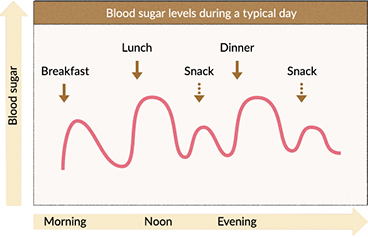 Blood sugar levels during a typical day
Blood sugar
Lunch
Dinner
Breakfast
Snack
Snack
Morning
Noon
Evening